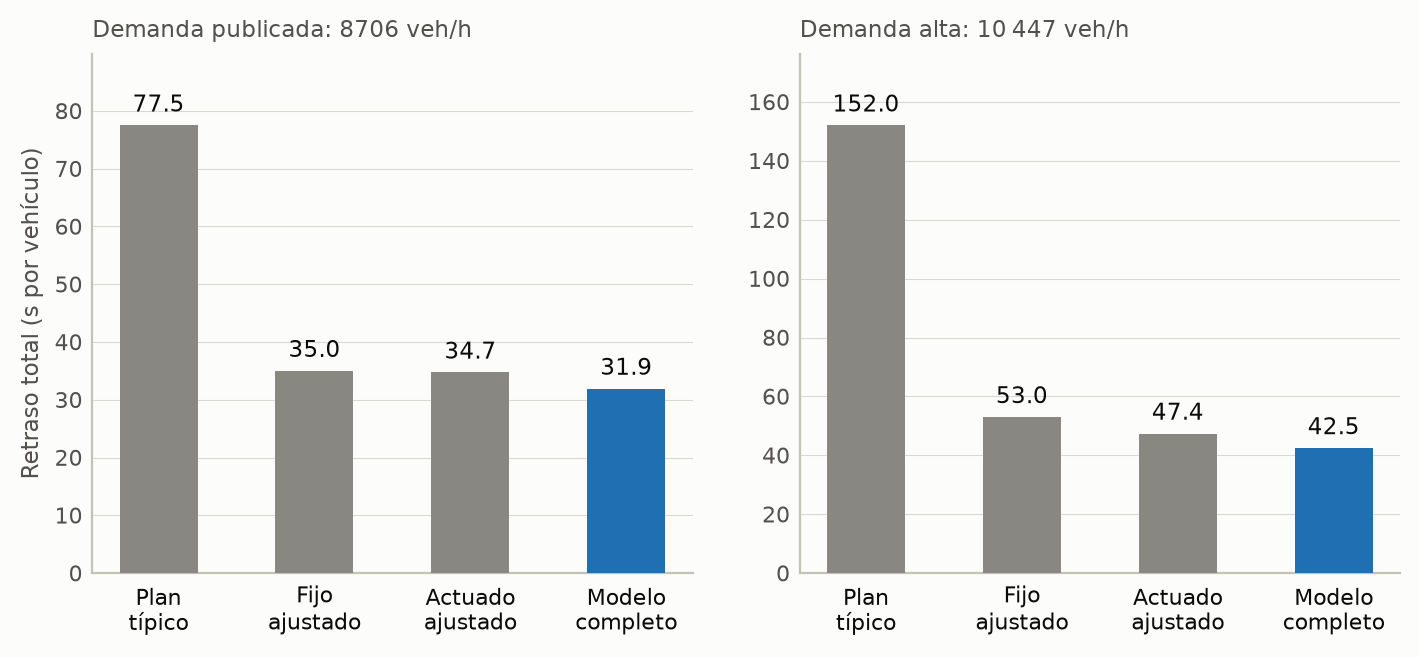 Demanda publicada: 8706 veh/h
Retraso total (s por vehículo)
80
70
60
50
40
30
20
10
0
77.5
35.0
34.7
31.9
Plan
típico
Fijo
ajustado
Actuado
ajustado
Modelo
completo
Demanda alta: 10 447 veh/h
160
140
120
100
80
60
40
20
0
152.0
53.0
47.4
42.5
Plan
típico
Fijo
ajustado
Actuado
ajustado
Modelo
completo